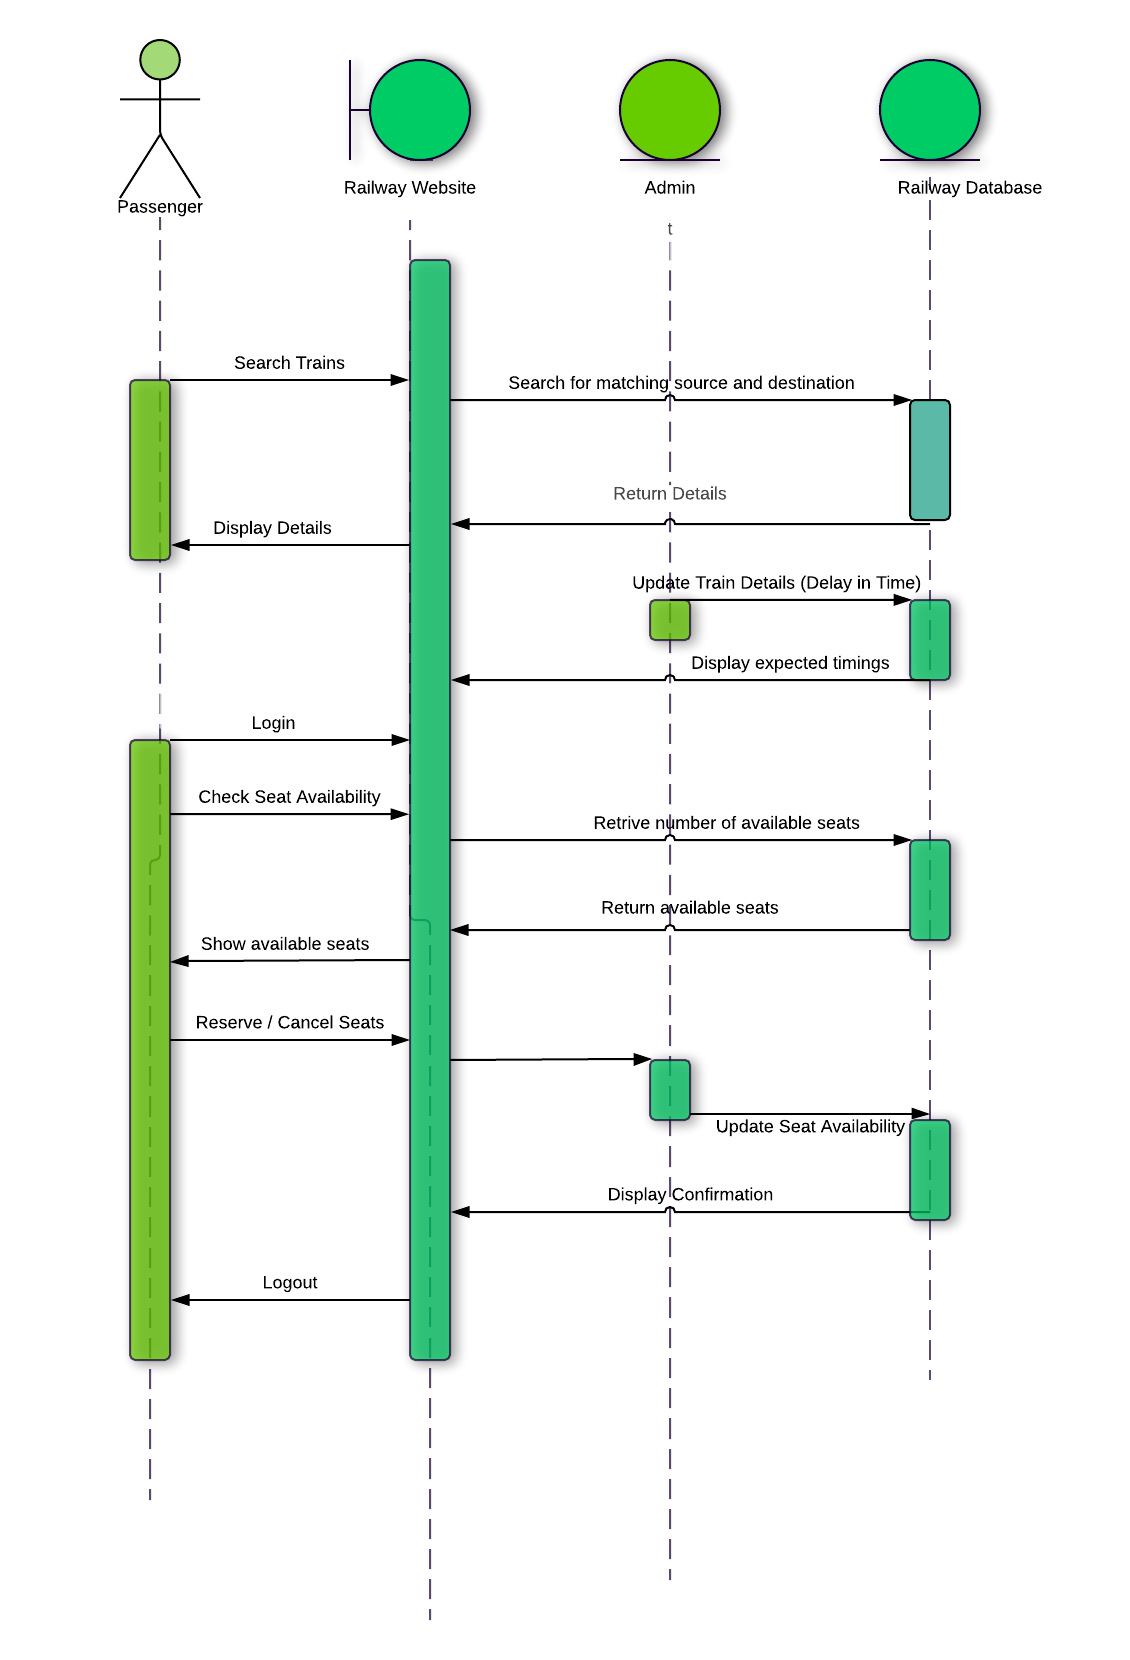 Passenger
Railway Website
Admin
Railway Database
t
Search Trains
Search for matching source and destination
Return Details
Display Details
Update Train Details (Delay in Time)
Display expected timings
Login
Check Seat Availability
Retrive number of available seats
Return available seats
Show available seats
Reserve / Cancel Seats
Update Seat Availability
Display Confirmation
Logout